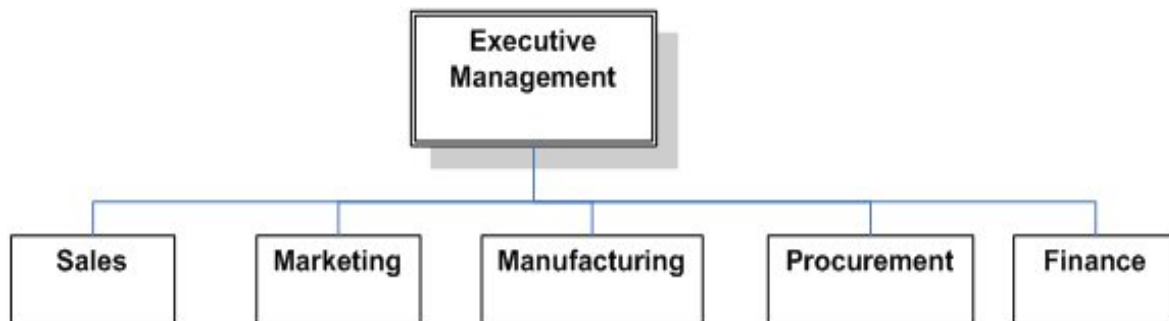 Executive
Management
Sales
Marketing
Manufacturing
Procurement
Finance